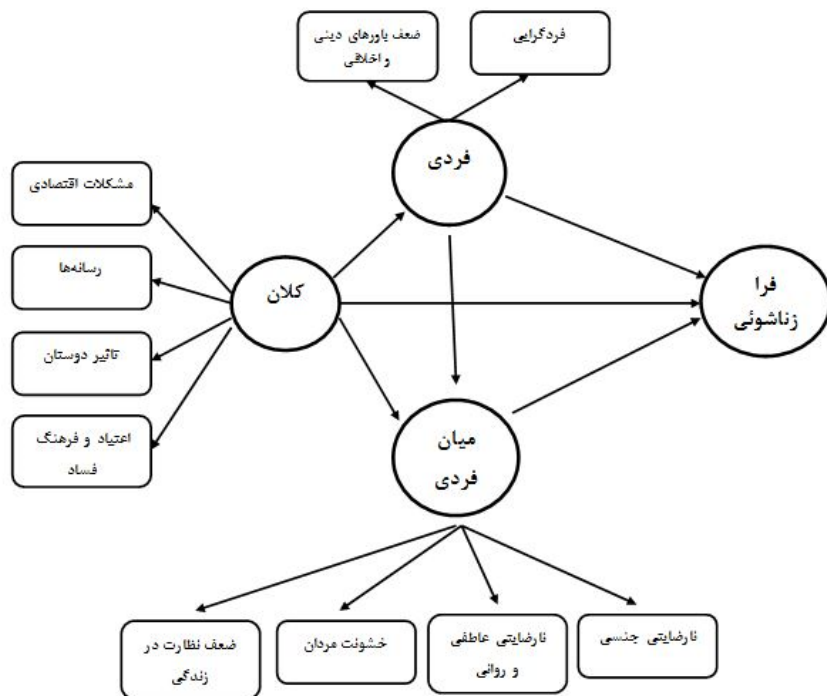 فردگرایی
ضعف باورهای دینی
و اخلاقی
فردی
مشکلات اقتصادی
رسانه‌ها
تاثیر دوستان
اعتیاد و فرهنگ
فساد
کلان
فرا
زناشوئی
میان
فردی
نارضایتی جنسی
نارضایتی عاطفی
و روانی
خشونت مردان
ضعف نظارت در
زندگی